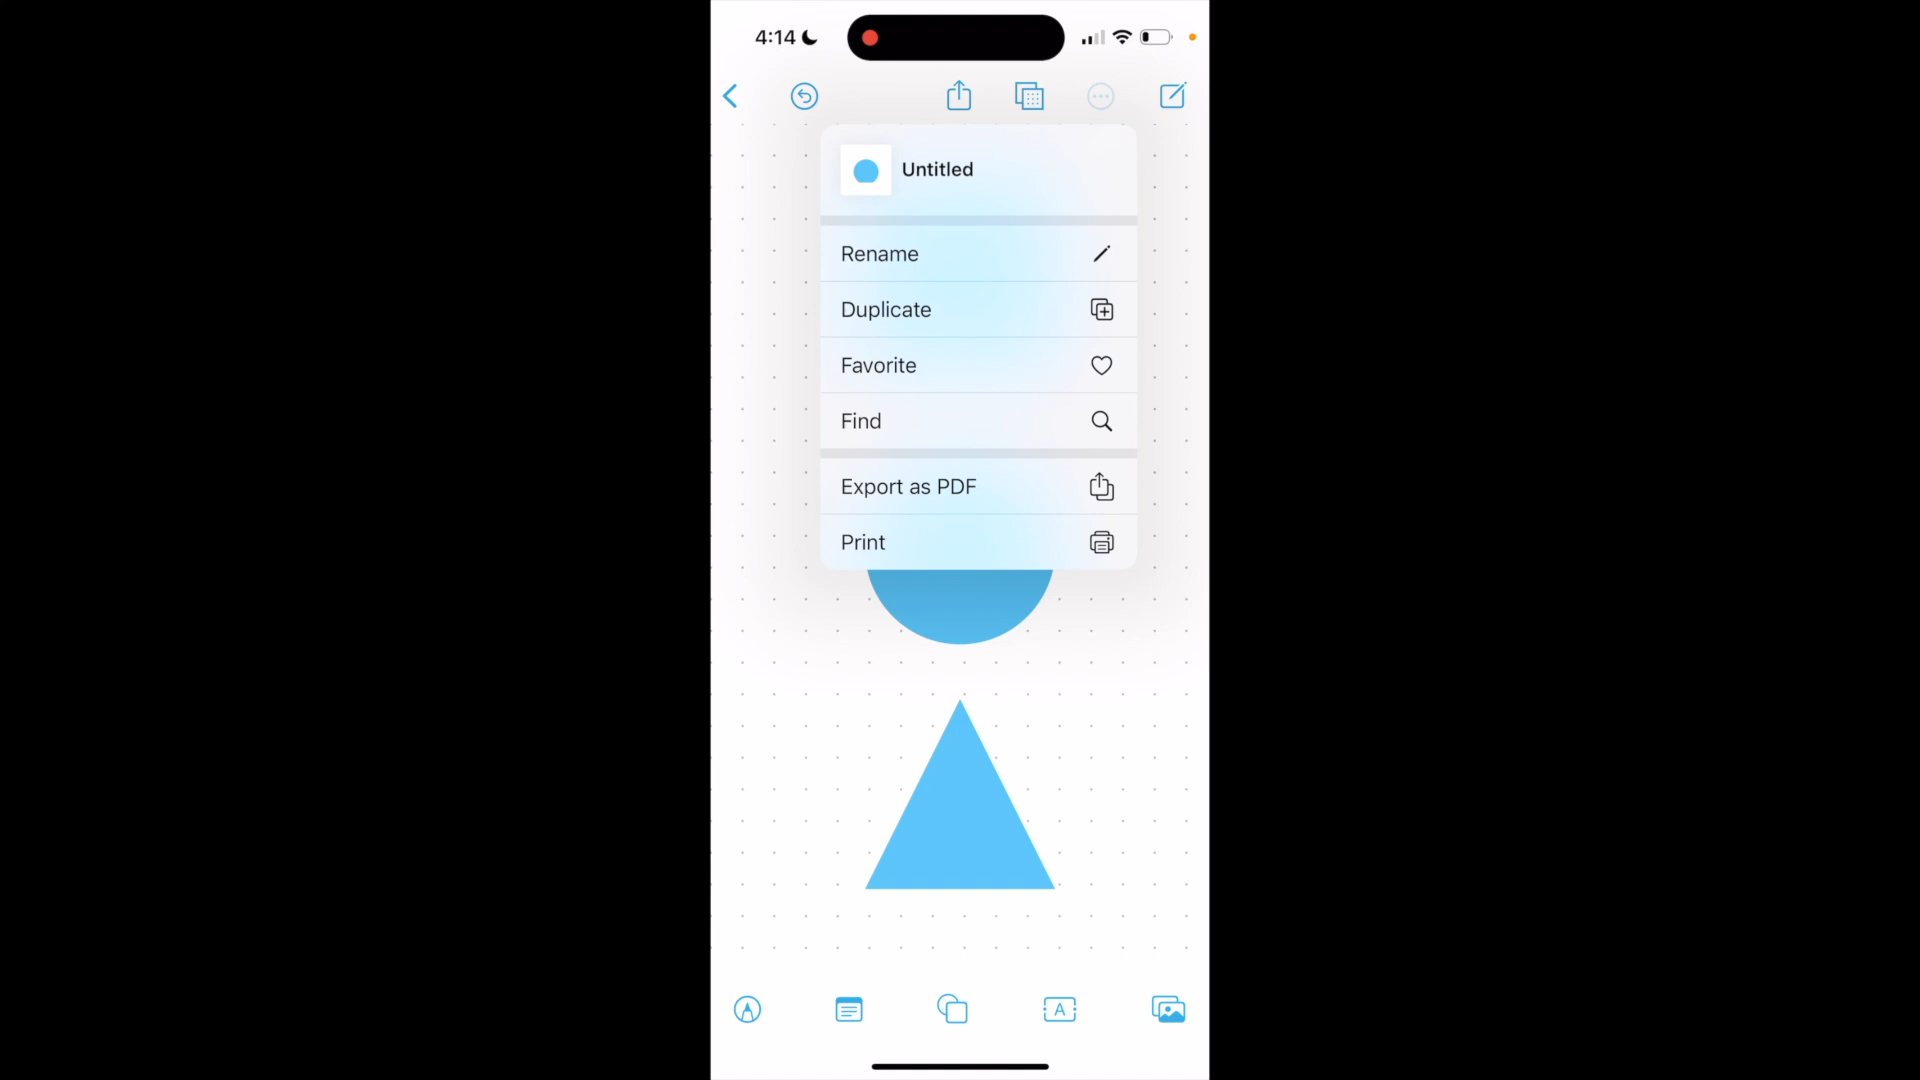 4:14
Untitled
Rename
Duplicate
Favorite
Find
Export as PDF
Print
A